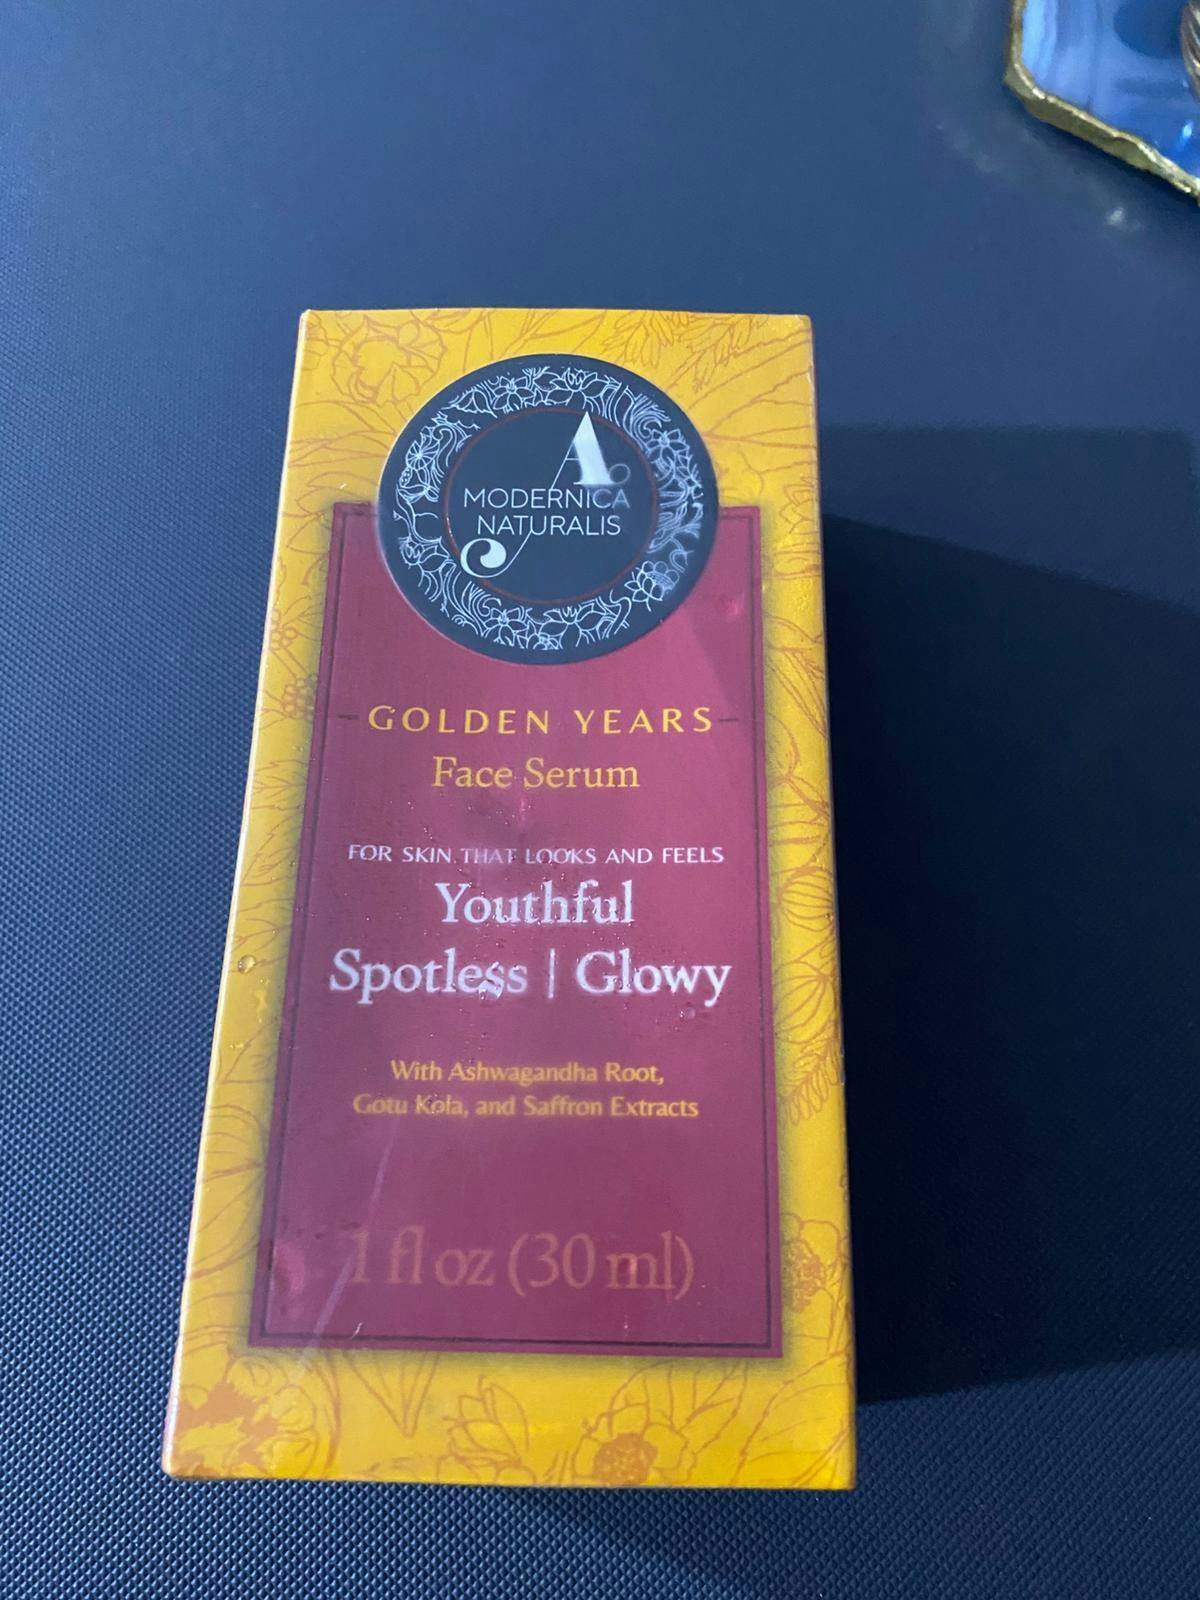 A
MODERNICA
NATURALIS
GOLDEN YEARS
Face Serum
FOR SKIN THAT LOOKS AND FEELS
Youthful
Spotless | Glowy
With Ashwagandha Root,
Gotu Kola, and Saffron Extracts
1 fl oz (30 ml)